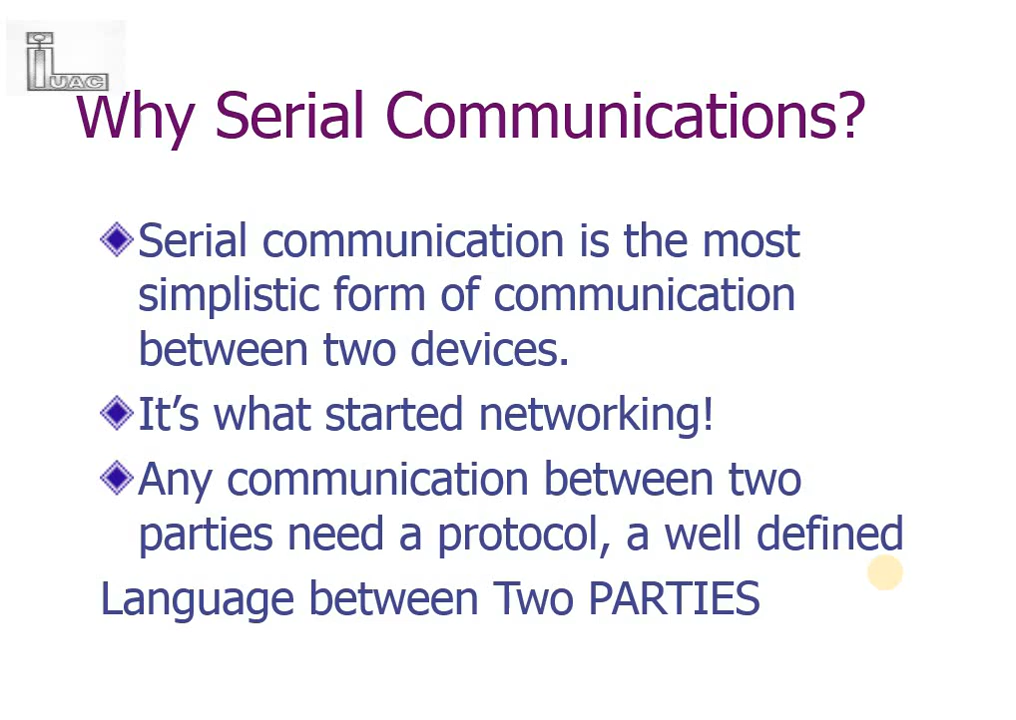 iUAC
Why Serial Communications?
Serial communication is the most
simplistic form of communication
between two devices.
It’s what started networking!
Any communication between two
parties need a protocol, a well defined
Language between Two PARTIES